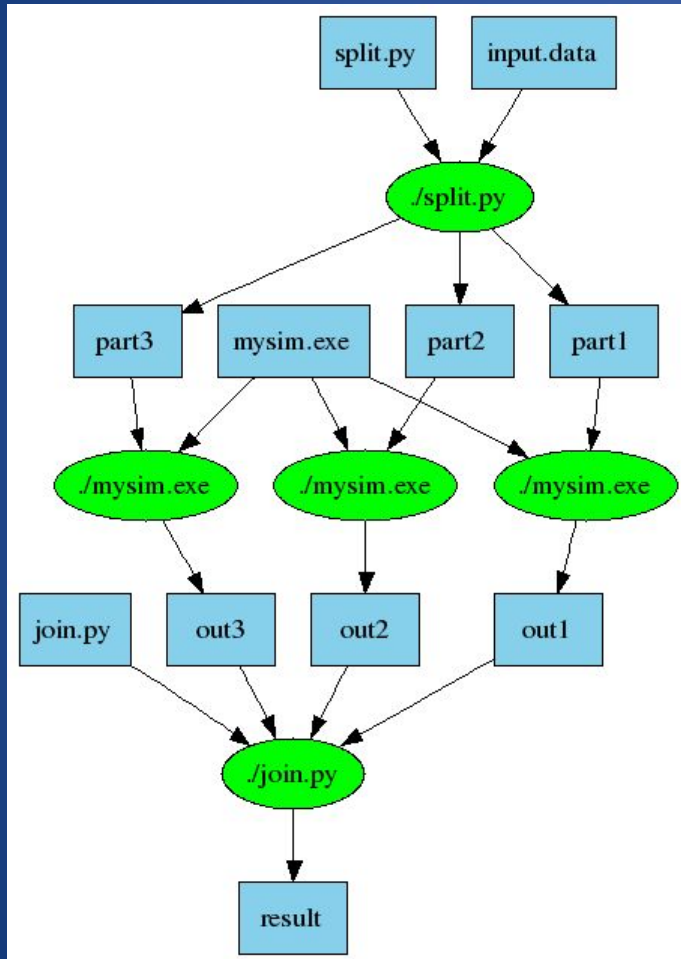 split.py
input.data
./split.py
part3
mysim.exe
part2
part1
./mysim.exe
./mysim.exe
./mysim.exe
join.py
out3
out2
out1
./join.py
result